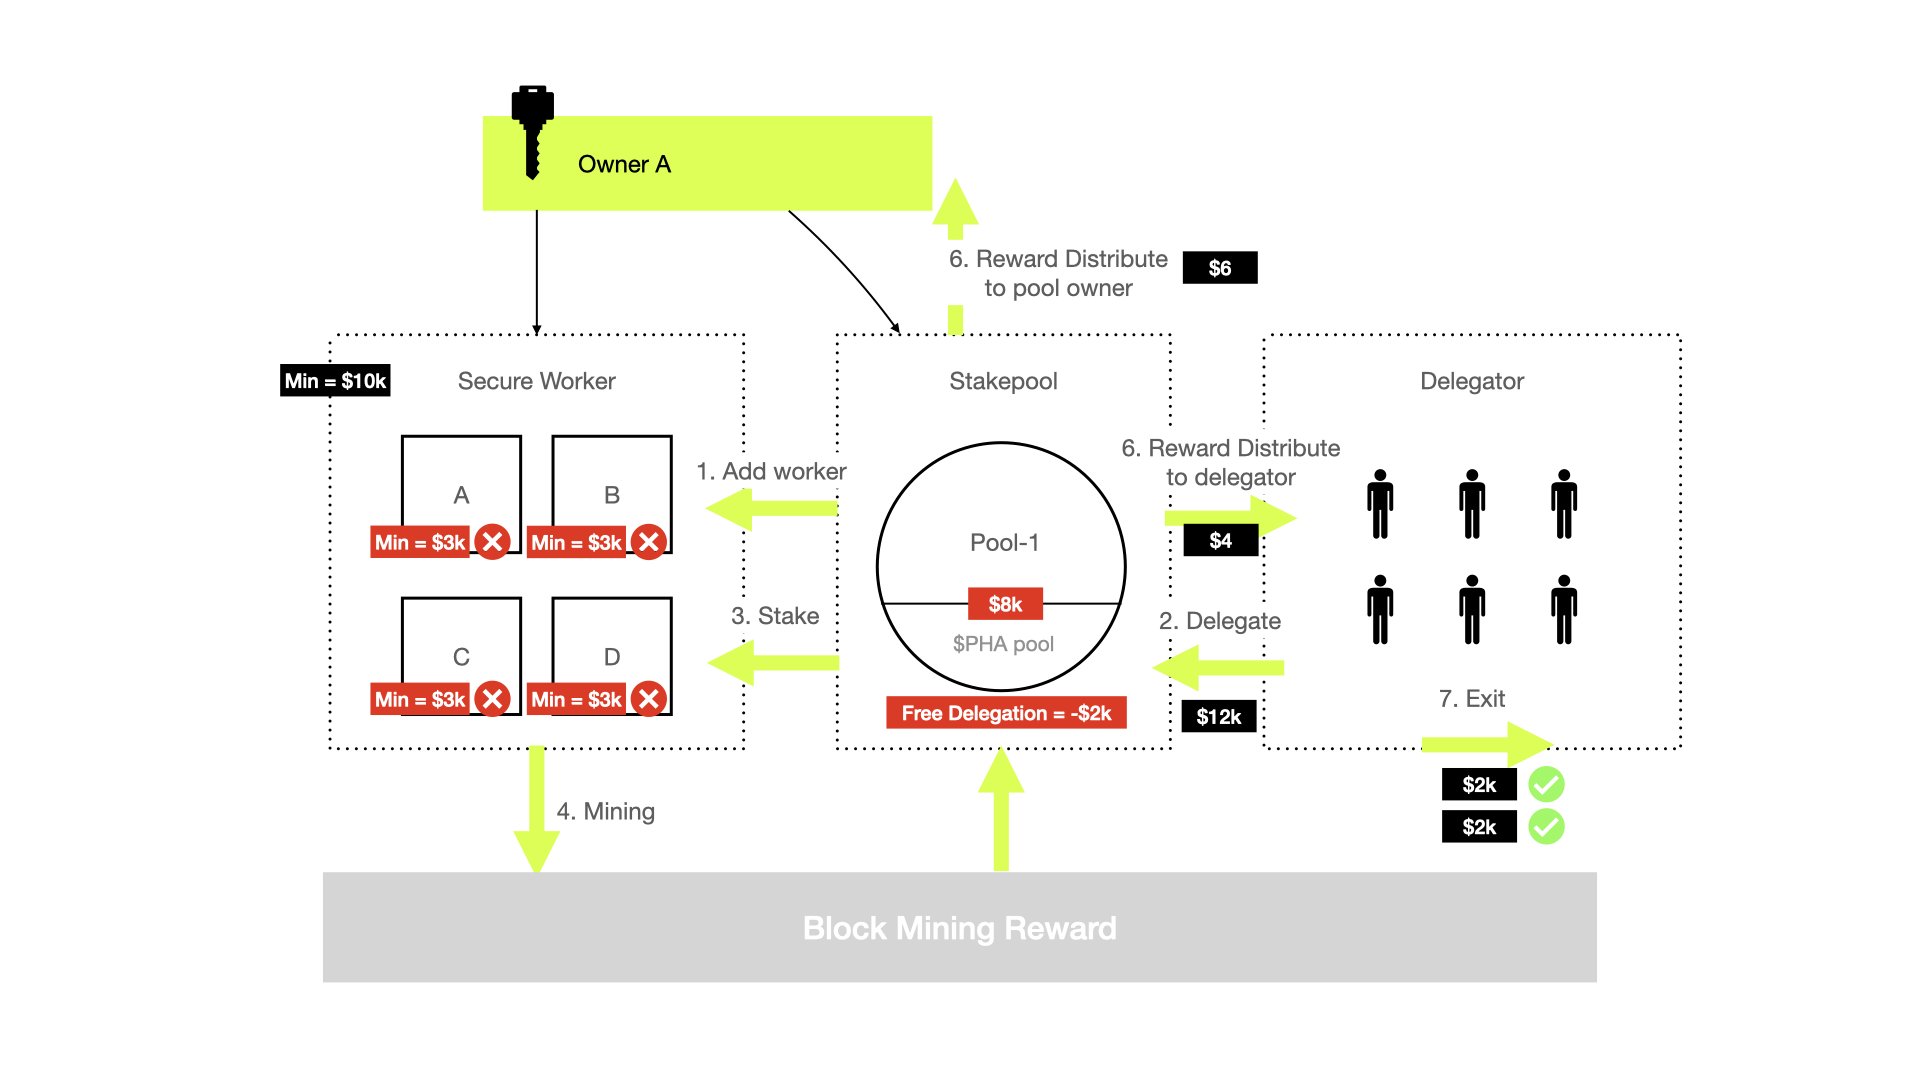 Owner A
6. Reward Distribute
to pool owner
$6
Min = $10k
Secure Worker
Stakepool
Delegator
A
B
Min = $3k
Min = $3k
C
D
Min = $3k
Min = $3k
1. Add worker
3. Stake
Pool-1
$8k
$PHA pool
Free Delegation = -$2k
6. Reward Distribute
to delegator
$4
2. Delegate
$12k
7. Exit
$2k
$2k
4. Mining
Block Mining Reward